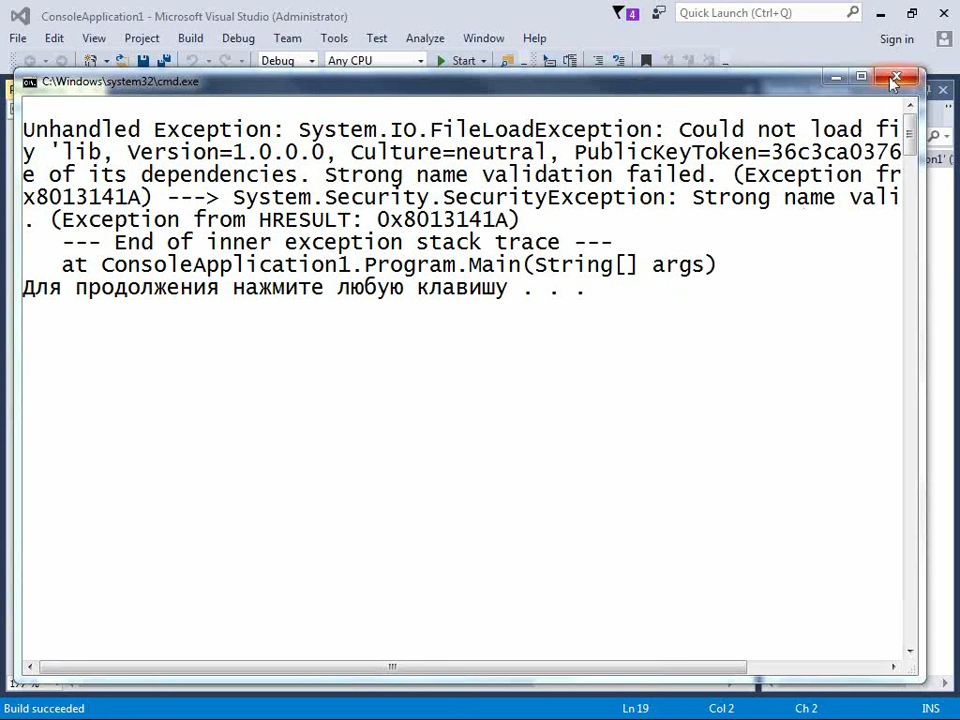 ConsoleApplication1 - Microsoft Visual Studio (Administrator)
4
Quick Launch (Ctrl+Q)
File Edit View Project Build Debug Team Tools Test Analyze Window Help
Sign in
Debug Any CPU Start
C:\Windows\system32\cmd.exe
Unhandled Exception: System.IO.FileLoadException: Could not load fi
y 'lib, Version=1.0.0.0, Culture=neutral, PublicKeyToken=36c3ca0376
e of its dependencies. Strong name validation failed. (Exception fr
x8013141A) ---> System.Security.SecurityException: Strong name vali
. (Exception from HRESULT: 0x8013141A)
--- End of inner exception stack trace ---
at ConsoleApplication1.Program.Main(String[] args)
Для продолжения нажмите любую клавишу . . .
Build succeeded Ln 19 Col 2 Ch 2 INS